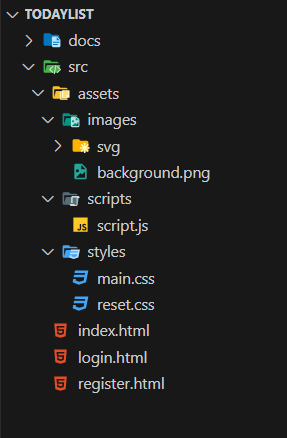 TODAYLIST
docs
src
assets
images
svg
background.png
scripts
JS script.js
styles
main.css
reset.css
index.html
login.html
register.html